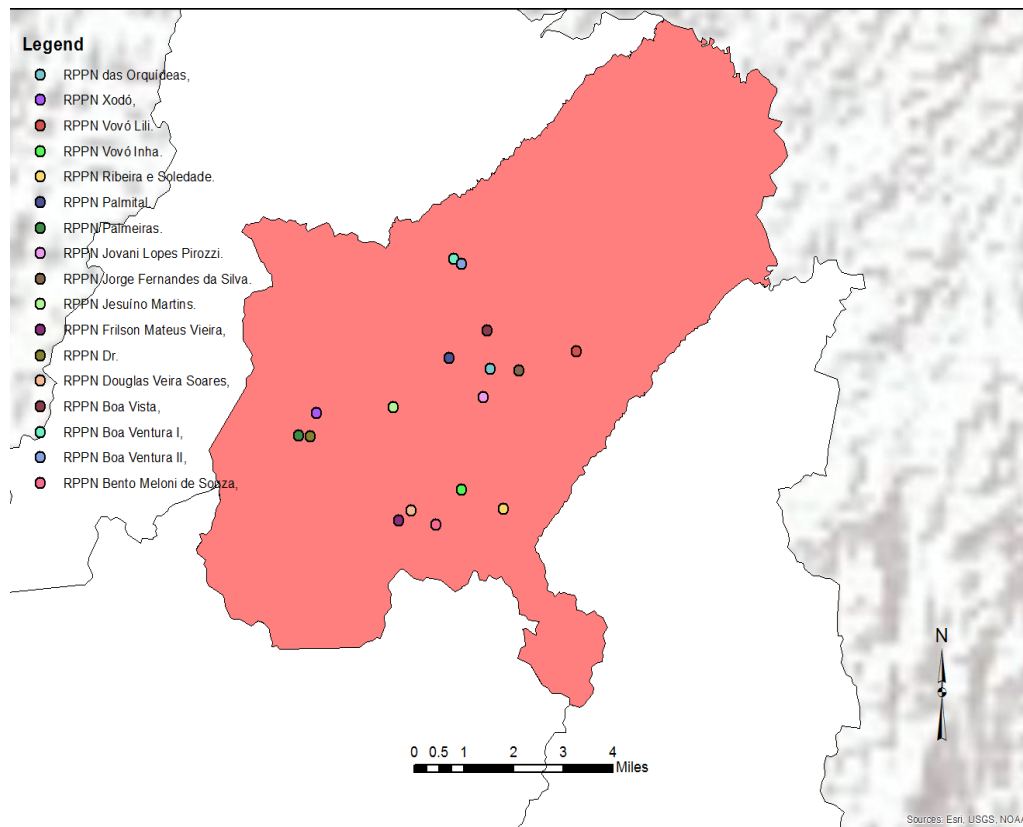 Legend
RPPN das Orquídeas,
RPPN Xodó,
RPPN Vovó Lili.
RPPN Vovó Inha.
RPPN Ribeira e Soledade.
RPPN Palmital
RPPN Palmeiras.
RPPN Jovani Lopes Pirozzi.
RPPN Jorge Fernandes da Silva.
RPPN Jesuíno Martins.
RPPN Frilson Mateus Vieira,
RPPN Dr.
RPPN Douglas Veira Soares,
RPPN Boa Vista,
RPPN Boa Ventura I,
RPPN Boa Ventura II,
RPPN Bento Meloni de Souza,
N
0 0.5 1 2 3 4
Miles
Sources: Esri, USGS, NOAA